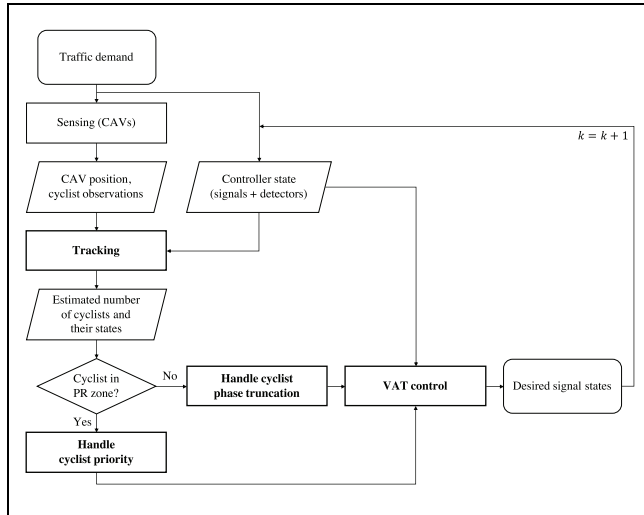 Traffic demand
Sensing (CAVs)
k = k + 1
CAV position,
cyclist observations
Controller state
(signals + detectors)
Tracking
Estimated number
of cyclists and
their states
Cyclist in
PR zone?
No
Handle cyclist
phase truncation
VAT control
Desired signal states
Yes
Handle
cyclist priority